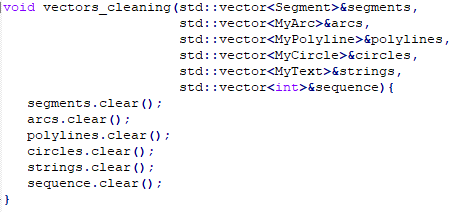 void vectors_cleaning(std::vector<Segment>&segments,
std::vector<MyArc>&arcs,
std::vector<MyPolyline>&polylines,
std::vector<MyCircle>&circles,
std::vector<MyText>&strings,
std::vector<int>&sequence){
segments.clear();
arcs.clear();
polylines.clear();
circles.clear();
strings.clear();
sequence.clear();
}